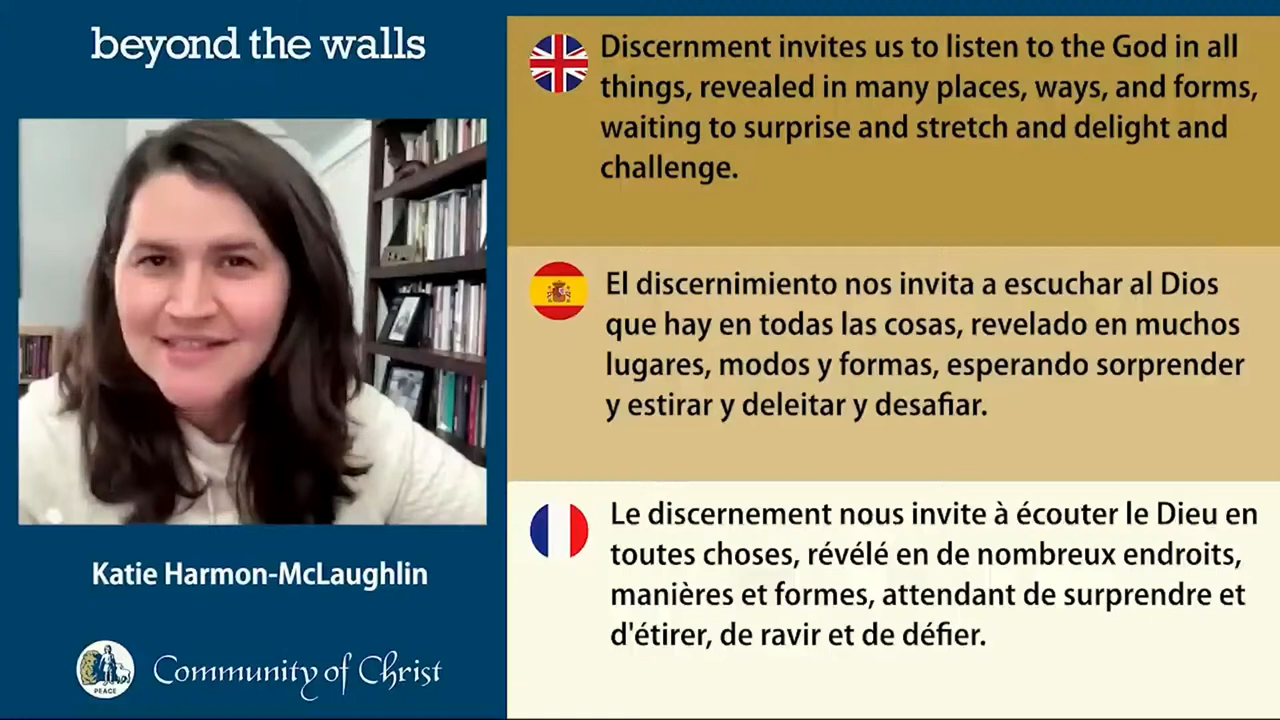 beyond the walls
Katie Harmon-McLaughlin
PEACE
Community of Christ
Discernment invites us to listen to the God in all
things, revealed in many places, ways, and forms,
waiting to surprise and stretch and delight and
challenge.
El discernimiento nos invita a escuchar al Dios
que hay en todas las cosas, revelado en muchos
lugares, modos y formas, esperando sorprender
y estirar y deleitar y desafiar.
Le discernement nous invite à écouter le Dieu en
toutes choses, révélé en de nombreux endroits,
manières et formes, attendant de surprendre et
d'étirer, de ravir et de défier.